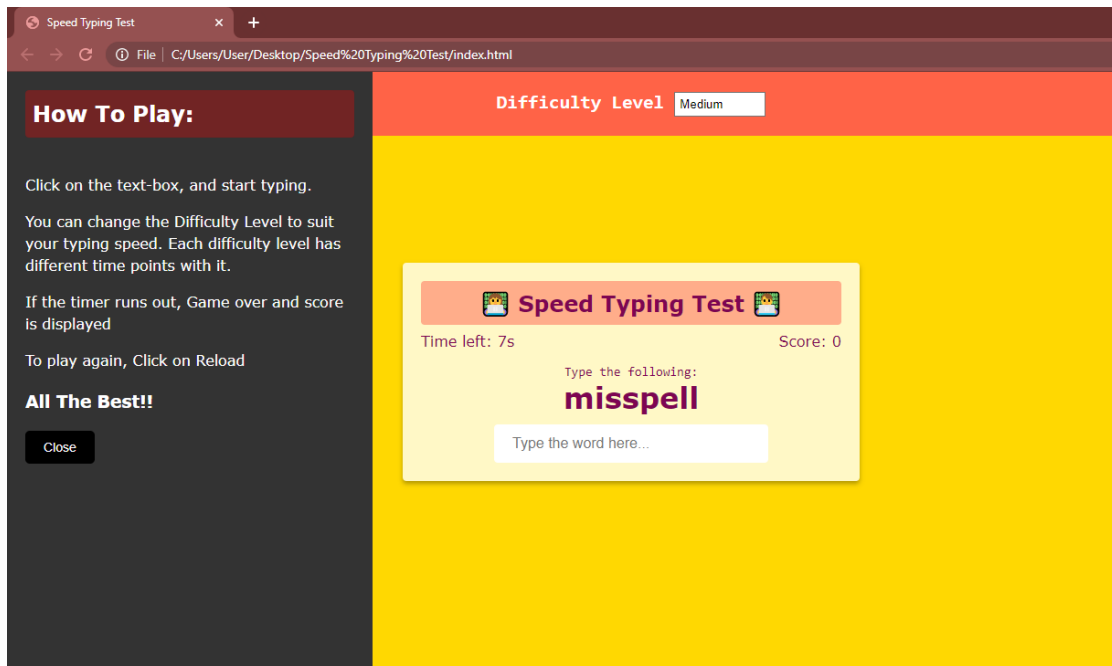 Speed Typing Test
File
C:/Users/User/Desktop/Speed%20Typing%20Test/index.html
How To Play:
Click on the text-box, and start typing.
You can change the Difficulty Level to suit
your typing speed. Each difficulty level has
different time points with it.
If the timer runs out, Game over and score
is displayed
To play again, Click on Reload
All The Best!!
Close
Difficulty Level Medium
Speed Typing Test
Time left: 7s Score: 0
Type the following:
misspell
Type the word here...